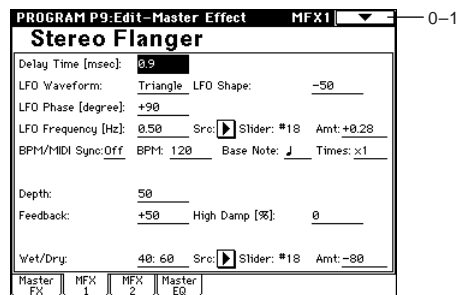 PROGRAM P9:Edit-Master Effect MFX1
0-1
Stereo Flanger
Delay Time [msec]: 0.9
LFO Waveform: Triangle LFO Shape: -50
LFO Phase [degree]: +90
LFO Frequency [Hz]: 0.50 Src: Slider: #18 Amt: +0.28
BPM/MIDI Sync: Off BPM: 120 Base Note: ♩ Times: x1
Depth: 50
Feedback: +50 High Damp [%]: 0
Wet/Dry: 40: 60 Src: Slider: #18 Amt: -80
Master FX MFX 1 MFX 2 Master EQ